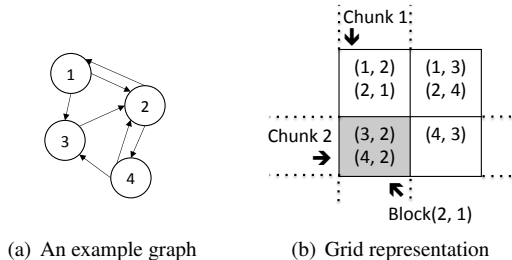 1
2
3
4
(a) An example graph
Chunk 1
(1, 2)
(2, 1)
(1, 3)
(2, 4)
Chunk 2
(3, 2)
(4, 2)
(4, 3)
Block(2, 1)
(b) Grid representation